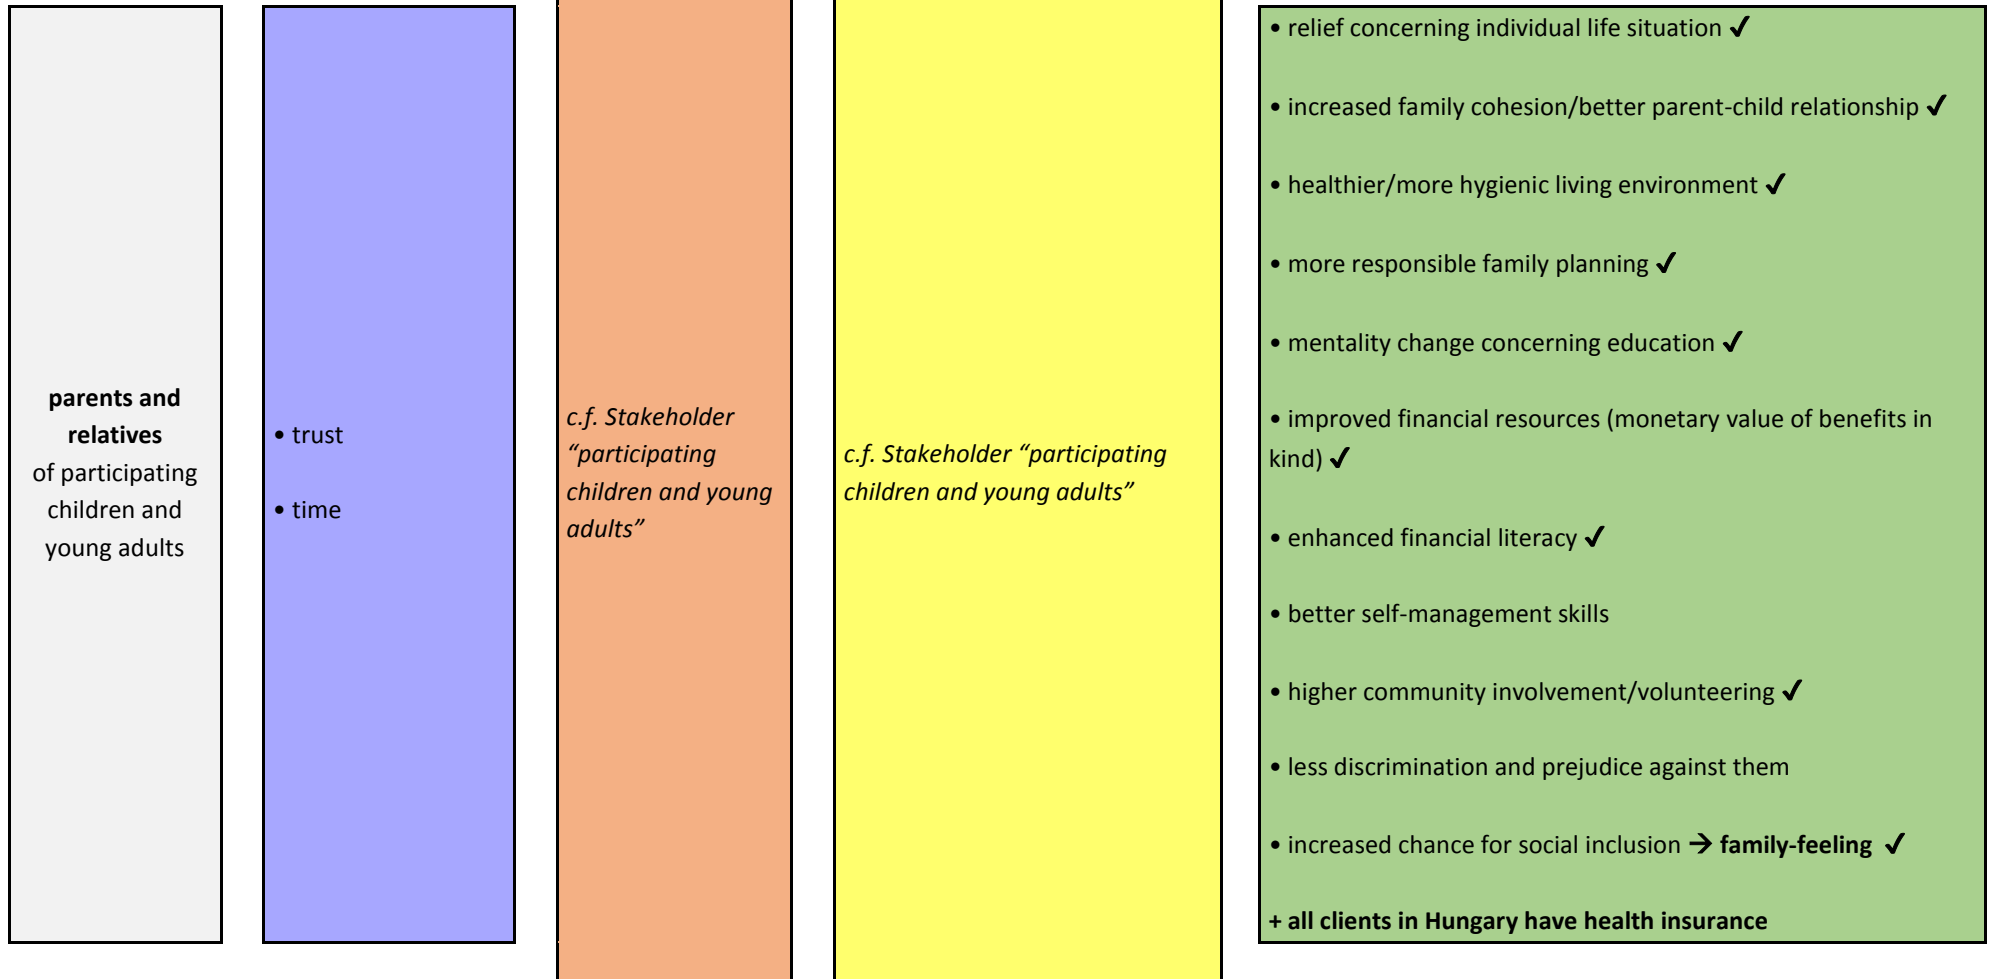 parents and
relatives
of participating
children and
young adults
• trust
• time
c.f. Stakeholder
“participating
children and young
adults”
c.f. Stakeholder “participating
children and young adults”
• relief concerning individual life situation ✓
• increased family cohesion/better parent-child relationship ✓
• healthier/more hygienic living environment ✓
• more responsible family planning ✓
• mentality change concerning education ✓
• improved financial resources (monetary value of benefits in
kind) ✓
• enhanced financial literacy ✓
• better self-management skills
• higher community involvement/volunteering ✓
• less discrimination and prejudice against them
• increased chance for social inclusion → family-feeling ✓
+ all clients in Hungary have health insurance